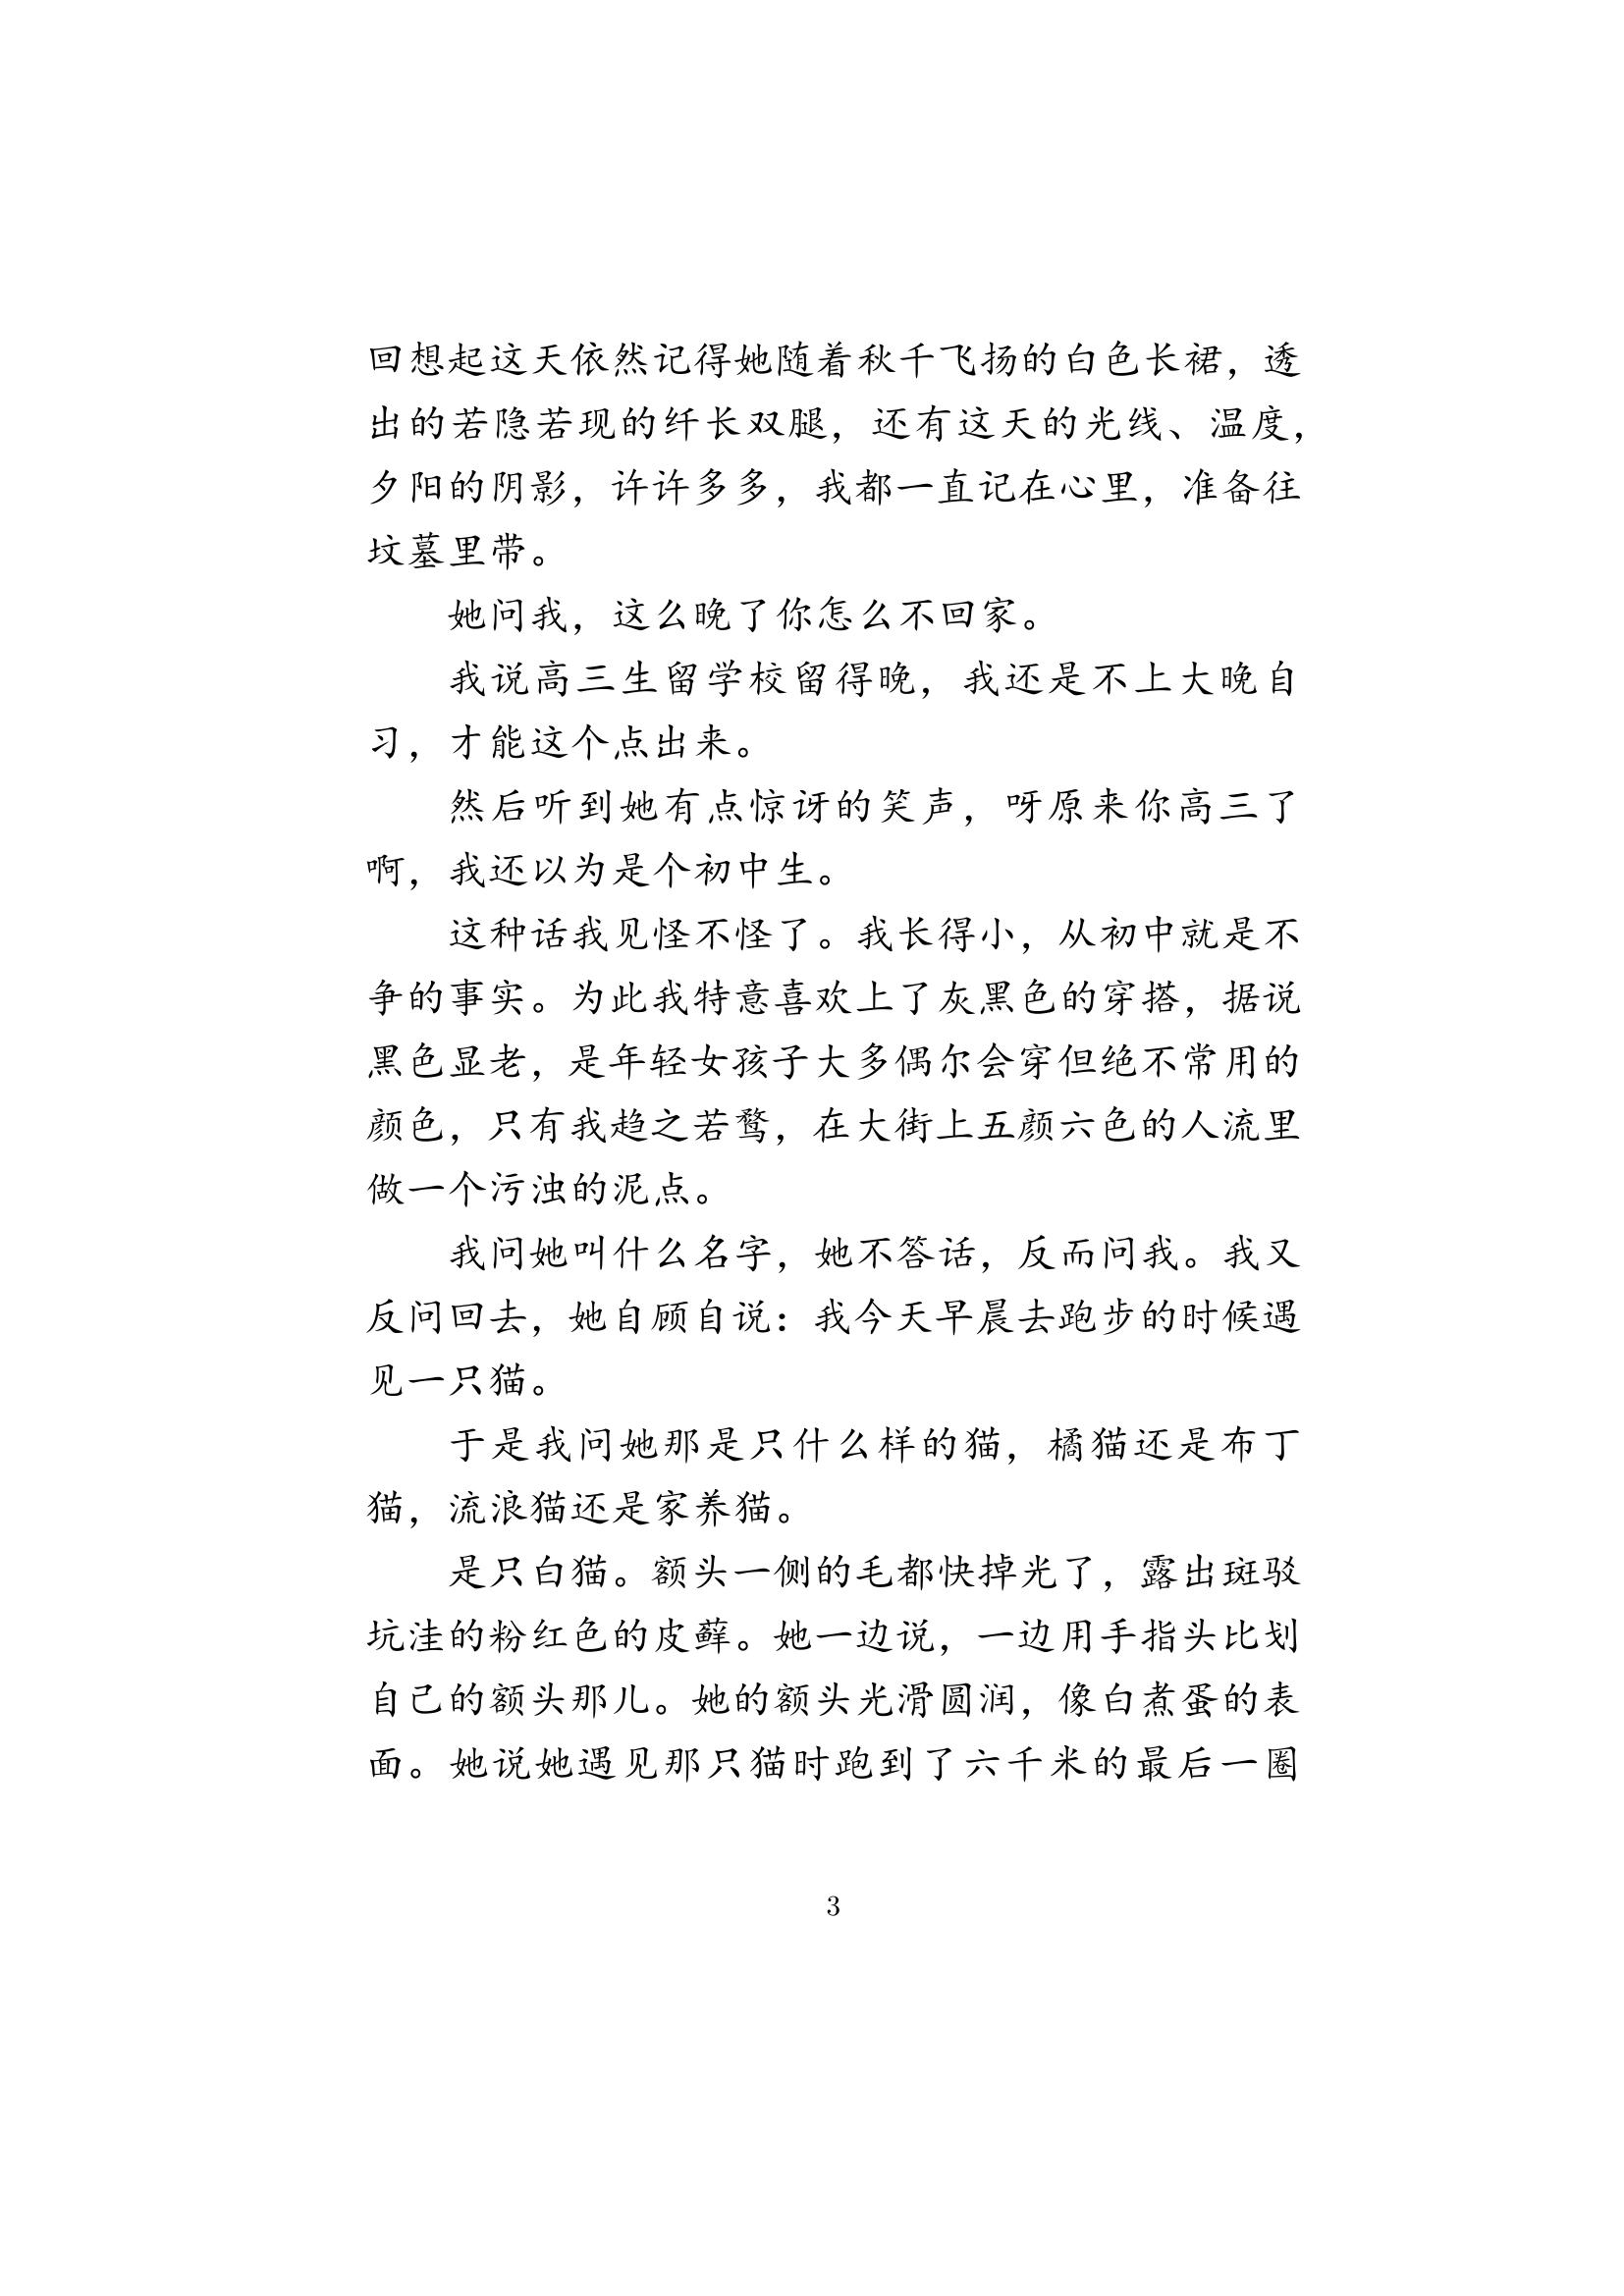 回想起这天依然记得她随着秋千飞扬的白色长裙，透
出的若隐若现的纤长双腿，还有这天的光线、温度，
夕阳的阴影，许许多多，我都一直记在心里，准备往
坟墓里带。
她问我，这么晚了你怎么不回家。
我说高三生留学校留得晚，我还是不上大晚自
习，才能这个点出来。
然后听到她有点惊讶的笑声，呀原来你高三了
啊，我还以为是个初中生。
这种话我见怪不怪了。我长得小，从初中就是不
争的事实。为此我特意喜欢上了灰黑色的穿搭，据说
黑色显老，是年轻女孩子大多偶尔会穿但绝不常用的
颜色，只有我趋之若鹜，在大街上五颜六色的人流里
做一个污浊的泥点。
我问她叫什么名字，她不答话，反而问我。我又
反问回去，她自顾自说：我今天早晨去跑步的时候遇
见一只猫。
于是我问她那是只什么样的猫，橘猫还是布丁
猫，流浪猫还是家养猫。
是只白猫。额头一侧的毛都快掉光了，露出斑驳
坑洼的粉红色的皮藓。她一边说，一边用手指头比划
自己的额头那儿。她的额头光滑圆润，像白煮蛋的表
面。她说她遇见那只猫时跑到了六千米的最后一圈
3